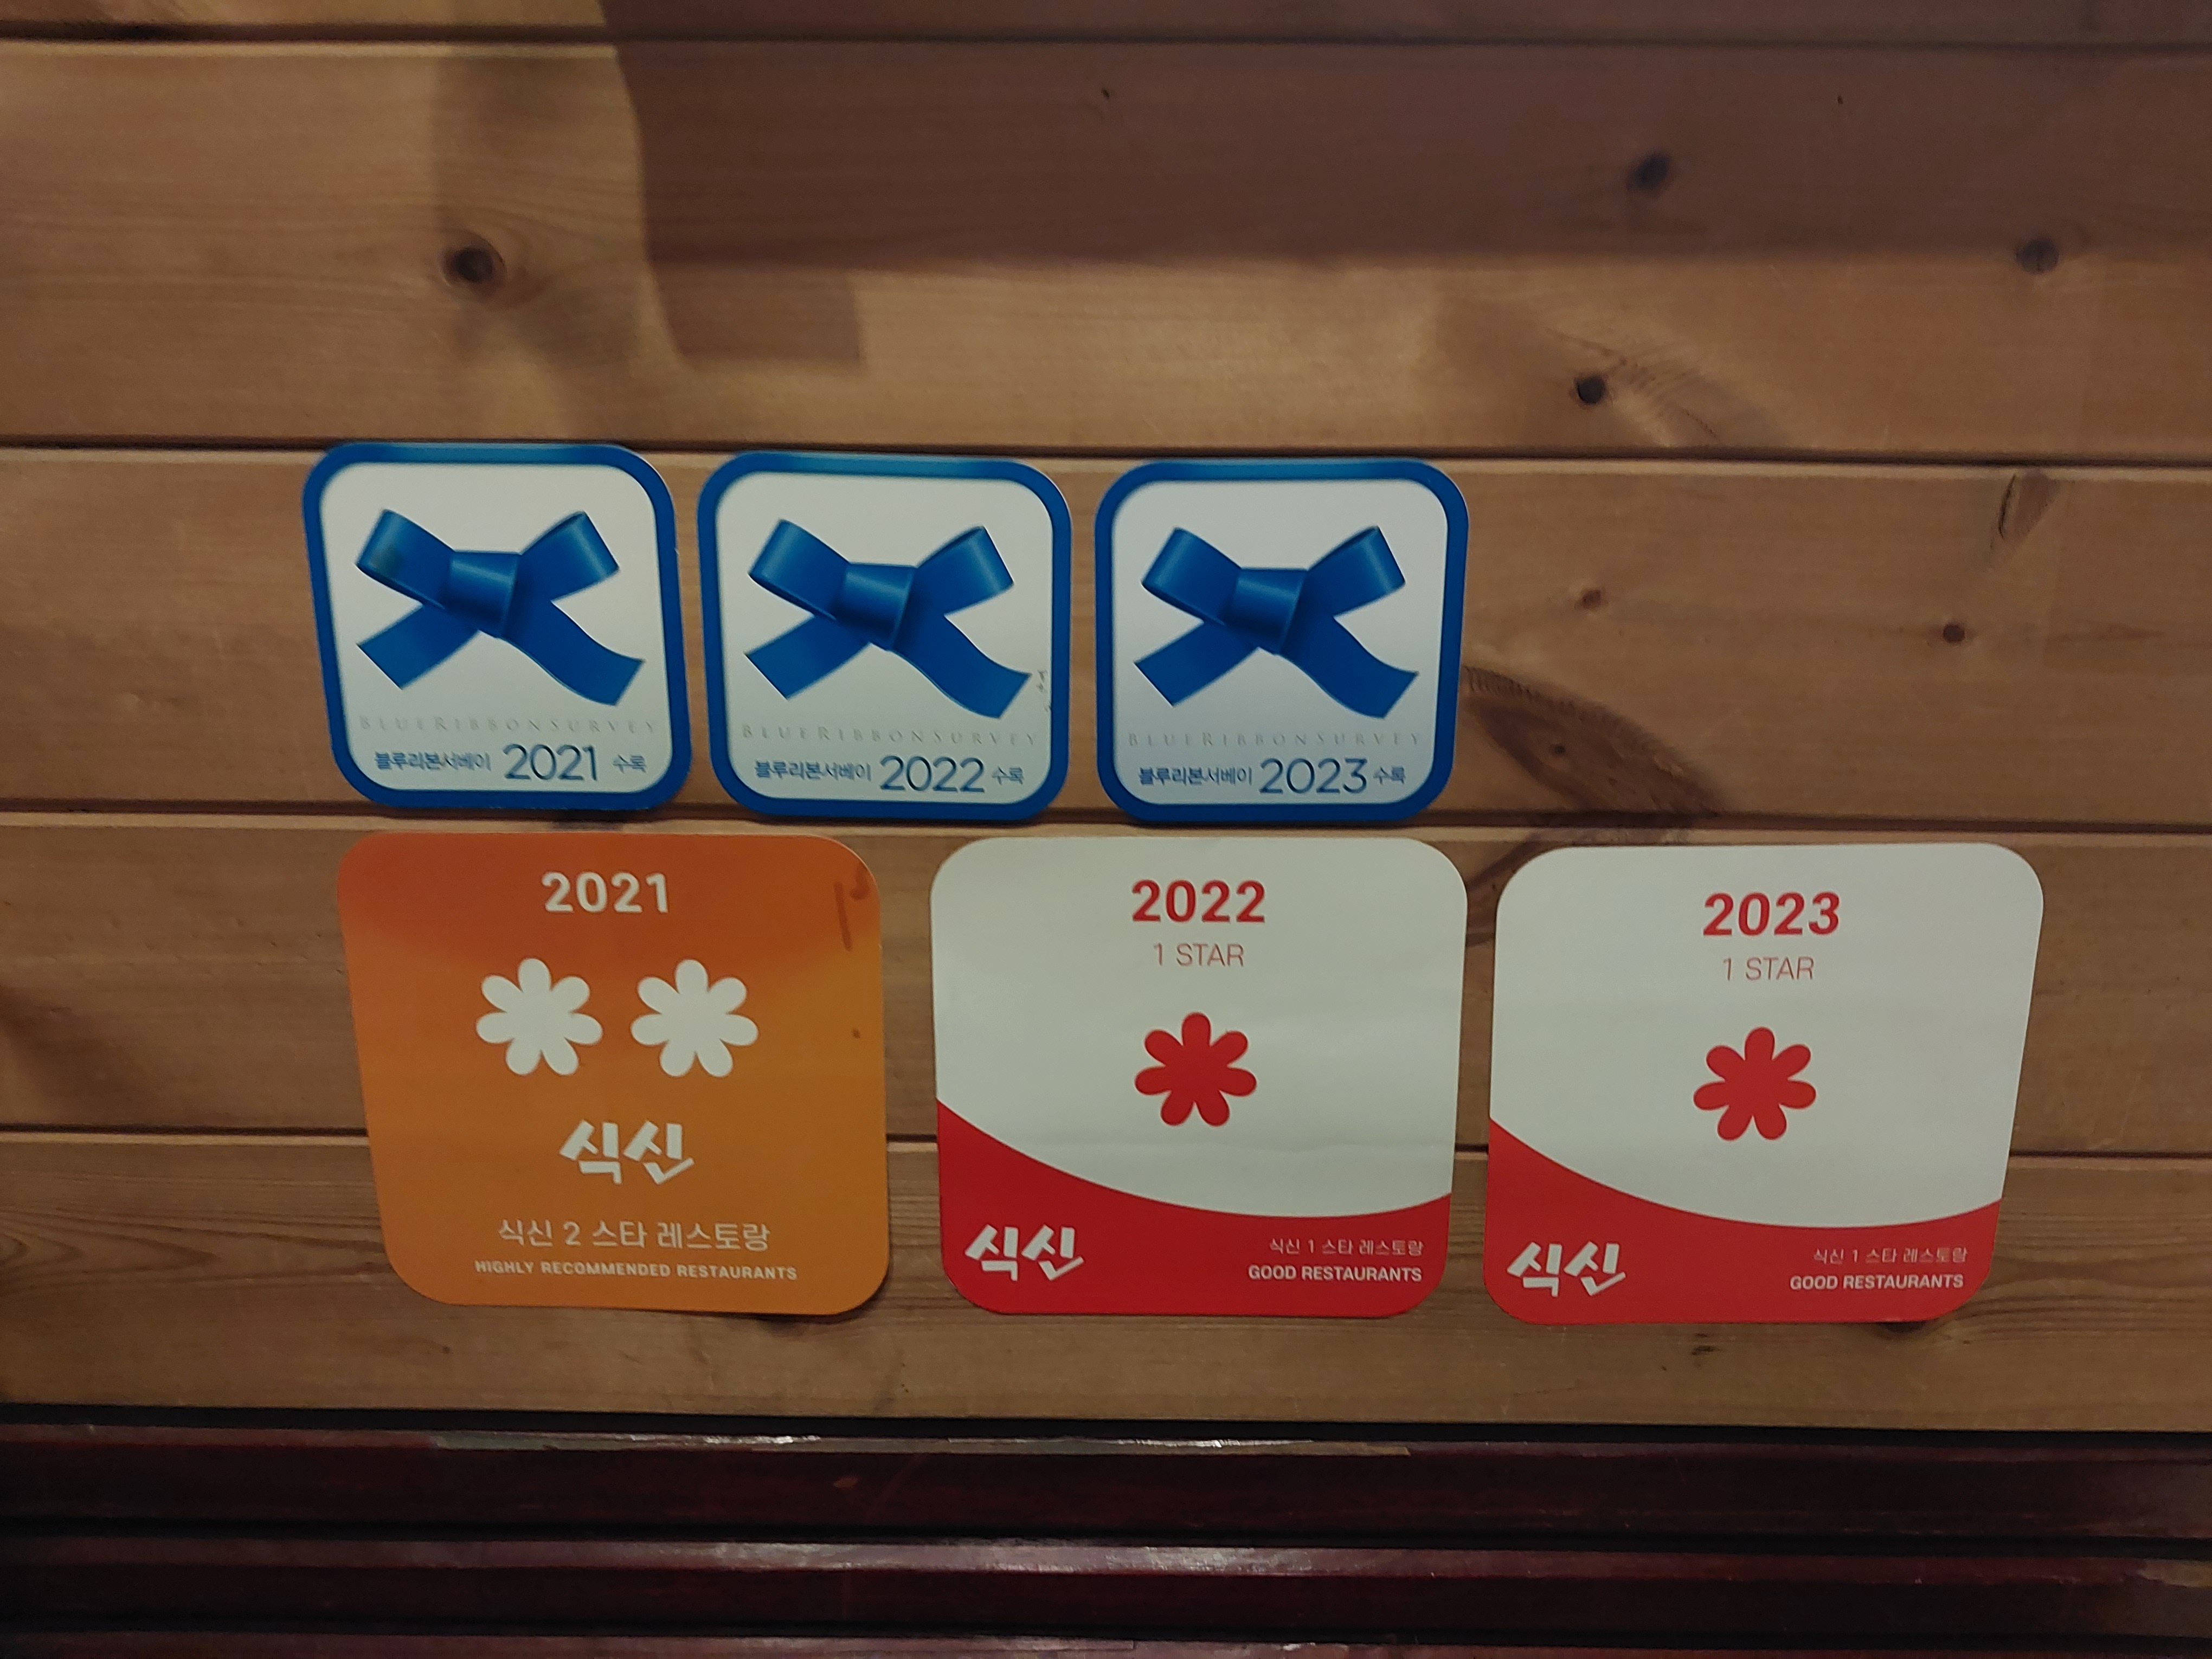 BLUERIBBONSURVEY
블루리본서베이 2021 수록
BLUERIBBONSURVEY
블루리본서베이 2022 수록
BLUERIBBONSURVEY
블루리본서베이 2023 수록
2021
식신
식신 2 스타 레스토랑
HIGHLY RECOMMENDED RESTAURANTS
2022
1 STAR
식신
식신 1 스타 레스토랑
GOOD RESTAURANTS
2023
1 STAR
식신
식신 1 스타 레스토랑
GOOD RESTAURANTS